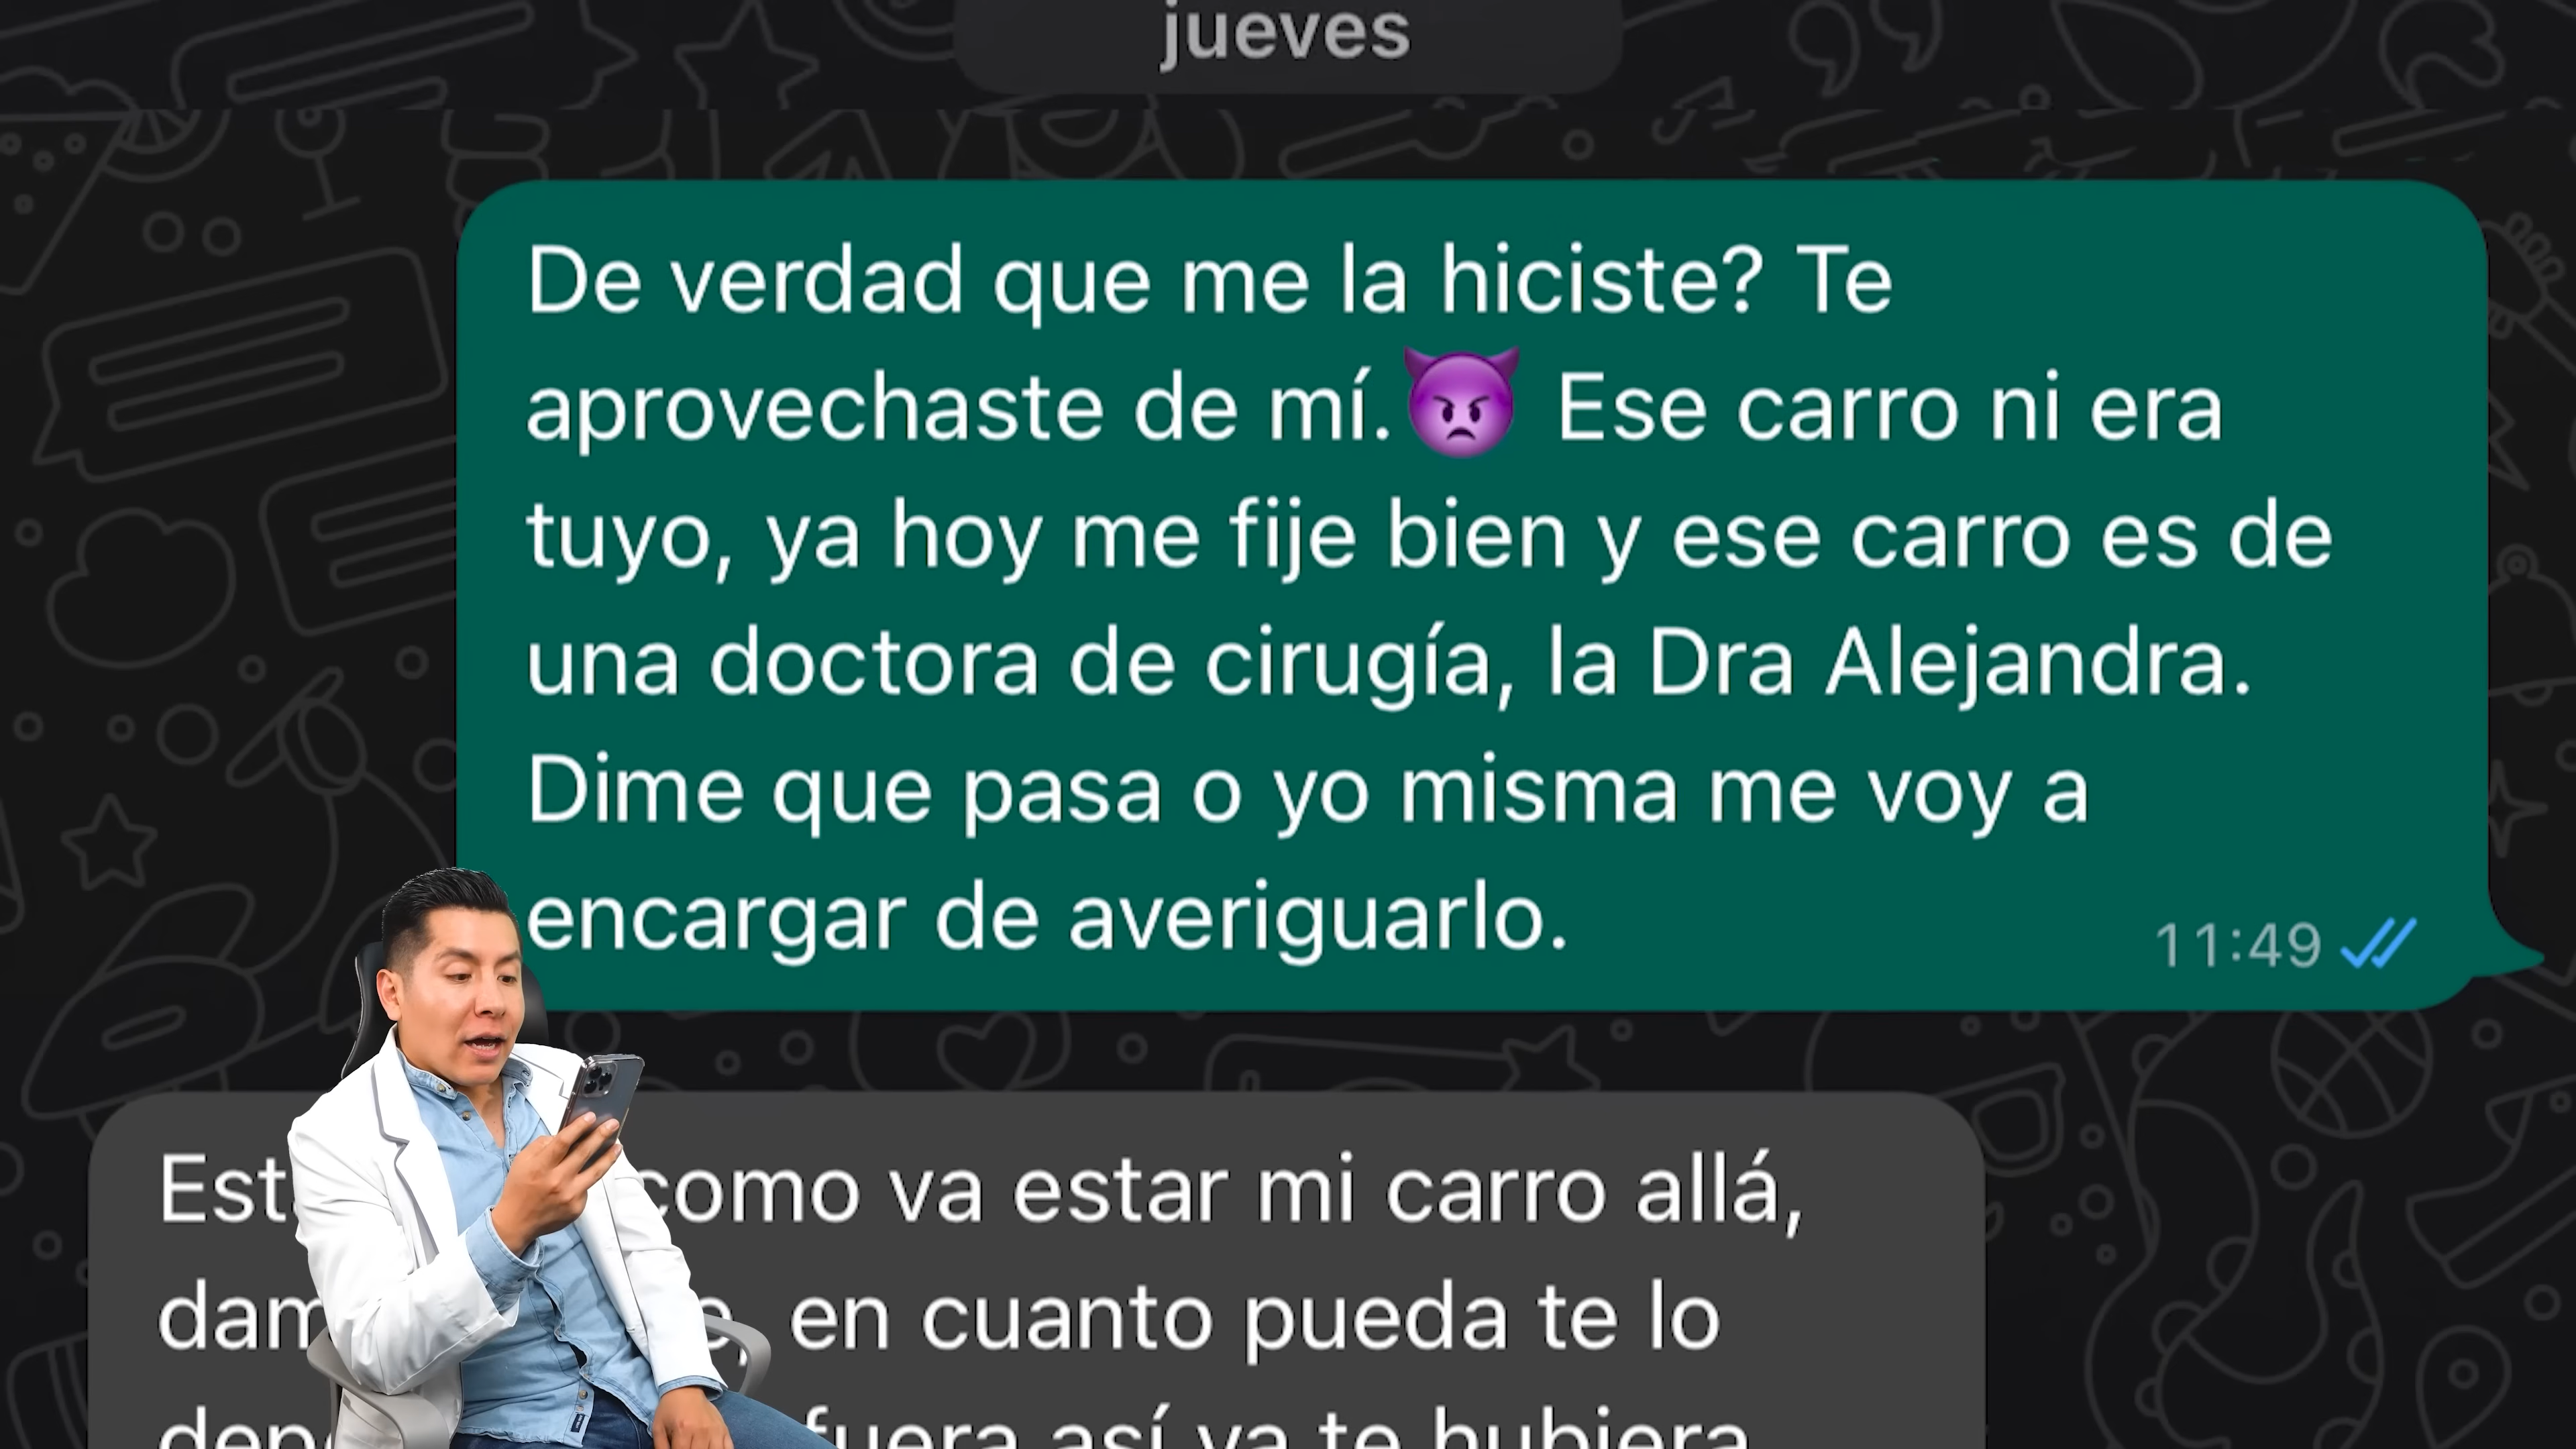 jueves
De verdad que me la hiciste? Te
aprovechaste de mí.👿 Ese carro ni era
tuyo, ya hoy me fije bien y ese carro es de
una doctora de cirugía, la Dra Alejandra.
Dime que pasa o yo misma me voy a
encargar de averiguarlo.
11:49
como va estar mi carro allá,
en cuanto pueda te lo
fuera así ya te hubiera